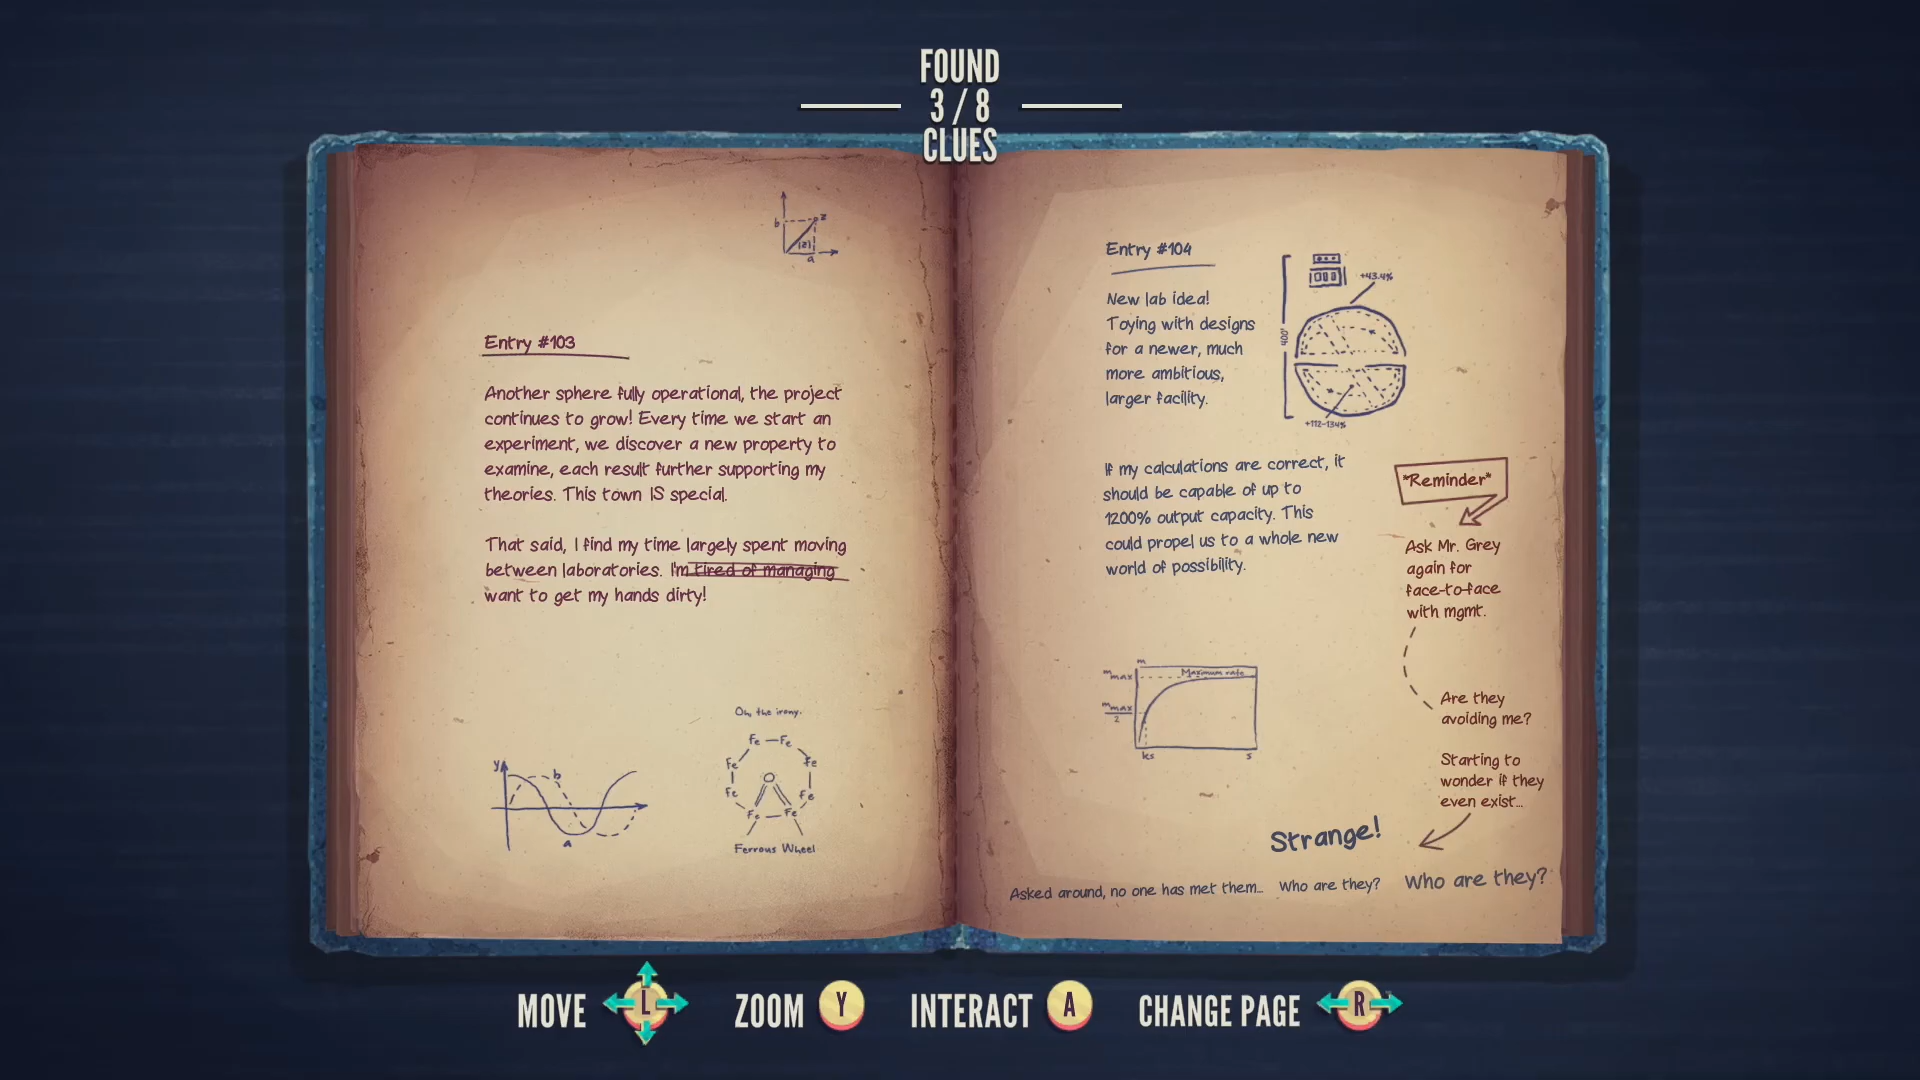 FOUND
3 / 8
CLUES
b
z
|z|
a
Entry #103
Another sphere fully operational, the project
continues to grow! Every time we start an
experiment, we discover a new property to
examine, each result further supporting my
theories. This town IS special.
That said, I find my time largely spent moving
between laboratories. I'm tired of managing
want to get my hands dirty!
y
b
a
Oh, the irony.
Fe Fe
Fe Fe
Fe Fe
Fe Fe
Ferrous Wheel
Entry #104
New lab idea!
Toying with designs
for a newer, much
more ambitious,
larger facility.
+43.4%
400'
+112-134%
If my calculations are correct, it
should be capable of up to
1200% output capacity. This
could propel us to a whole new
world of possibility.
m
mmax
Maximum rate
mmax
2
ks
s
*Reminder*
Ask Mr. Grey
again for
face-to-face
with mgmt.
Are they
avoiding me?
Starting to
wonder if they
even exist...
Strange!
Asked around, no one has met them... Who are they? Who are they?
MOVE L ZOOM Y INTERACT A CHANGE PAGE R